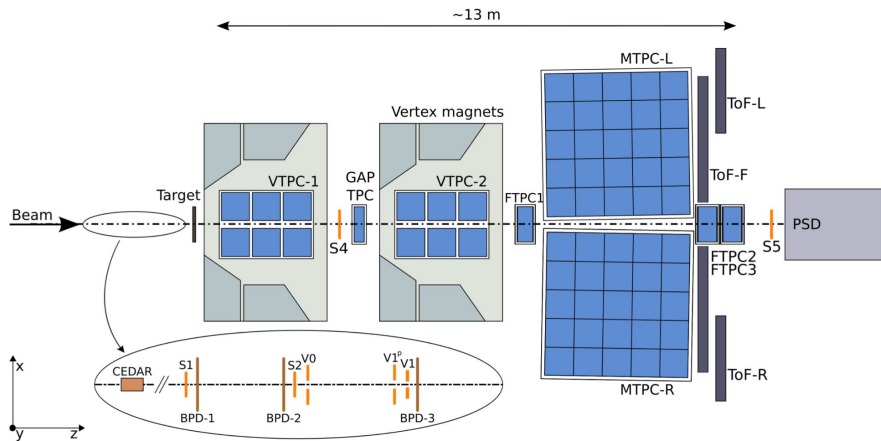 ~13 m
MTPC-L
ToF-L
Vertex magnets
VTPC-1
GAP
TPC
VTPC-2
ToF-F
Target
FTPC1
Beam
S4
PSD
S5
FTPC2
FTPC3
S1
S2
V0
V1ᵖ
V1
CEDAR
BPD-1
BPD-2
BPD-3
MTPC-R
ToF-R
x
y
z